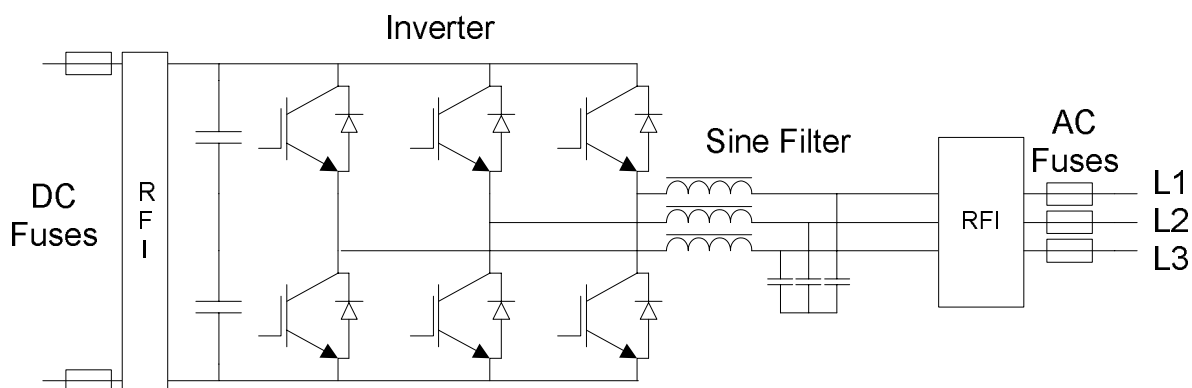 Inverter
DC
Fuses
R
F
I
Sine Filter
RFI
AC
Fuses
L1
L2
L3